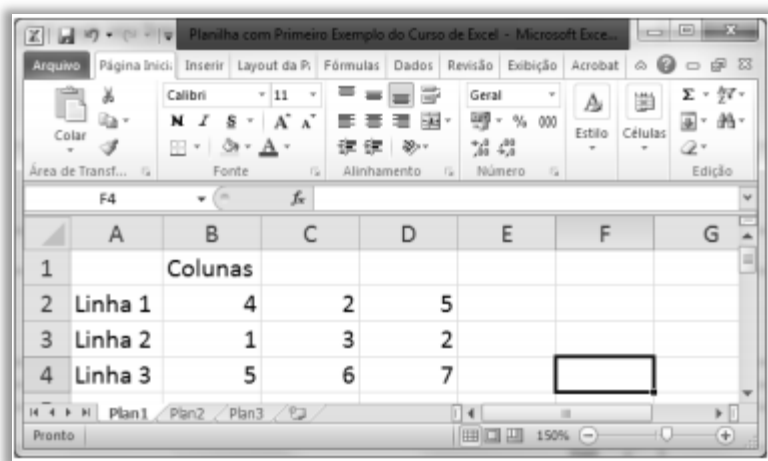 Planilha com Primeiro Exemplo do Curso de Excel - Microsoft Exce...
Arquivo Página Inici Inserir Layout da P Fórmulas Dados Revisão Exibição Acrobat
Colar
Calibri 11
N I S A A
A
Geral
% 000
,00 ,0
Estilo Células
Σ
Área de Transf... Fonte Alinhamento Número Edição
F4 fx
A B C D E F G
1 Colunas
2 Linha 1 4 2 5
3 Linha 2 1 3 2
4 Linha 3 5 6 7
Plan1 Plan2 Plan3
Pronto 150%